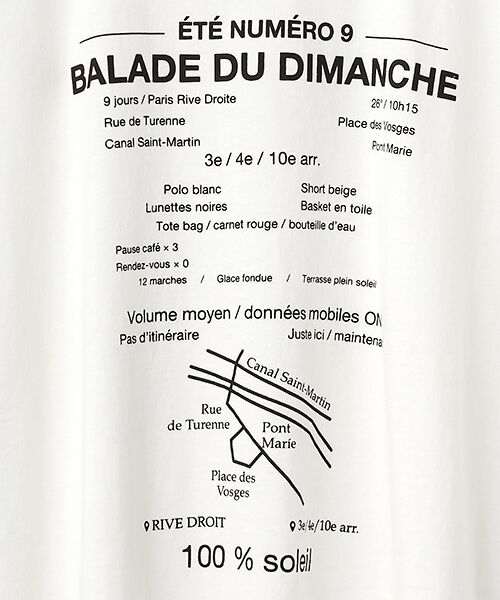 ÉTÉ NUMÉRO 9
BALADE DU DIMANCHE
9 jours / Paris Rive Droite
26° / 10h15
Rue de Turenne
Place des Vosges
Canal Saint-Martin
Pont Marie
3e / 4e / 10e arr.
Polo blanc
Short beige
Lunettes noires
Basket en toile
Tote bag / carnet rouge / bouteille d'eau
Pause café × 3
Rendez-vous × 0
12 marches / Glace fondue / Terrasse plein soleil
Volume moyen / données mobiles ON
Pas d'itinéraire
Juste ici / maintena
Canal Saint-Martin
Rue
de Turenne
Pont
Marie
Place des
Vosges
RIVE DROIT
3e/4e/10e arr.
100 % soleil